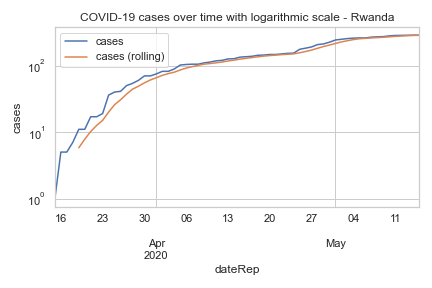 COVID-19 cases over time with logarithmic scale - Rwanda
cases
cases (rolling)
10²
10¹
10⁰
cases
16 23 30 06 13 20 27 04 11
Apr May
2020
dateRep